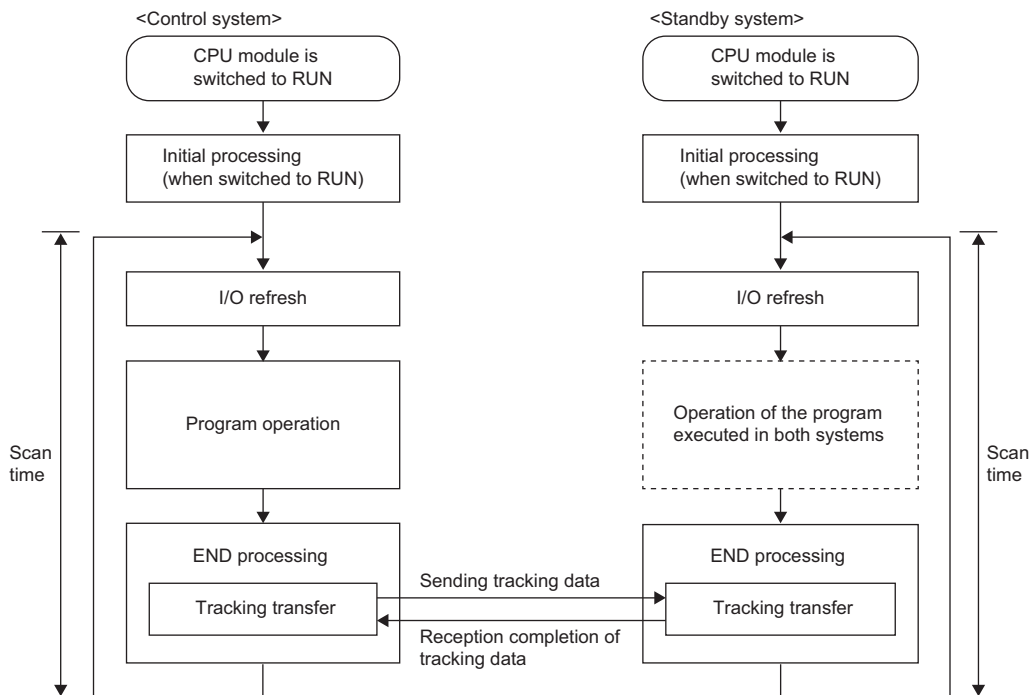 <Control system>
<Standby system>
CPU module is
switched to RUN
CPU module is
switched to RUN
Initial processing
(when switched to RUN)
Initial processing
(when switched to RUN)
I/O refresh
I/O refresh
Program operation
Operation of the program
executed in both systems
Scan
time
Scan
time
END processing
END processing
Sending tracking data
Tracking transfer
Tracking transfer
Reception completion of
tracking data